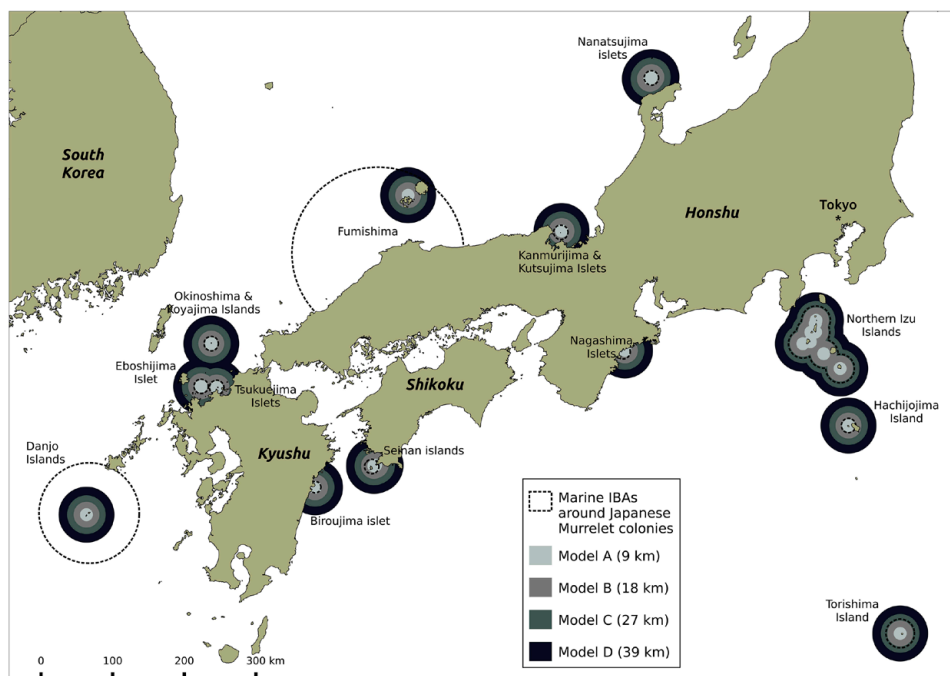 Nanatsujima
islets
South
Korea
Honshu
Tokyo
*
Fumishima
Kanmurijima &
Kutsujima Islets
Okinoshima &
Koyajima Islands
Northern Izu
Islands
Nagashima
Islets
Eboshijima
Islet
Shikoku
Tsukuejima
Islets
Hachijojima
Island
Danjo
Islands
Kyushu
Seinan islands
Biroujima islet
Marine IBAs
around Japanese
Murrelet colonies
Model A (9 km)
Model B (18 km)
Model C (27 km)
Model D (39 km)
Torishima
Island
0 100 200 300 km